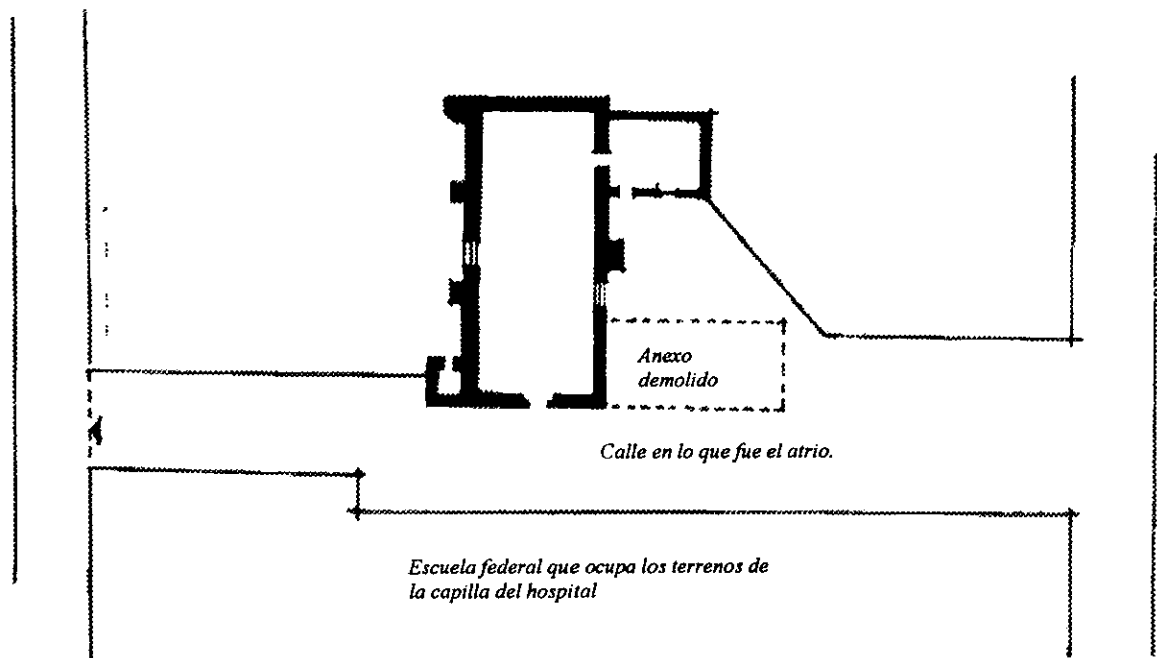 Anexo
demolido
Calle en lo que fue el atrio.
Escuela federal que ocupa los terrenos de
la capilla del hospital